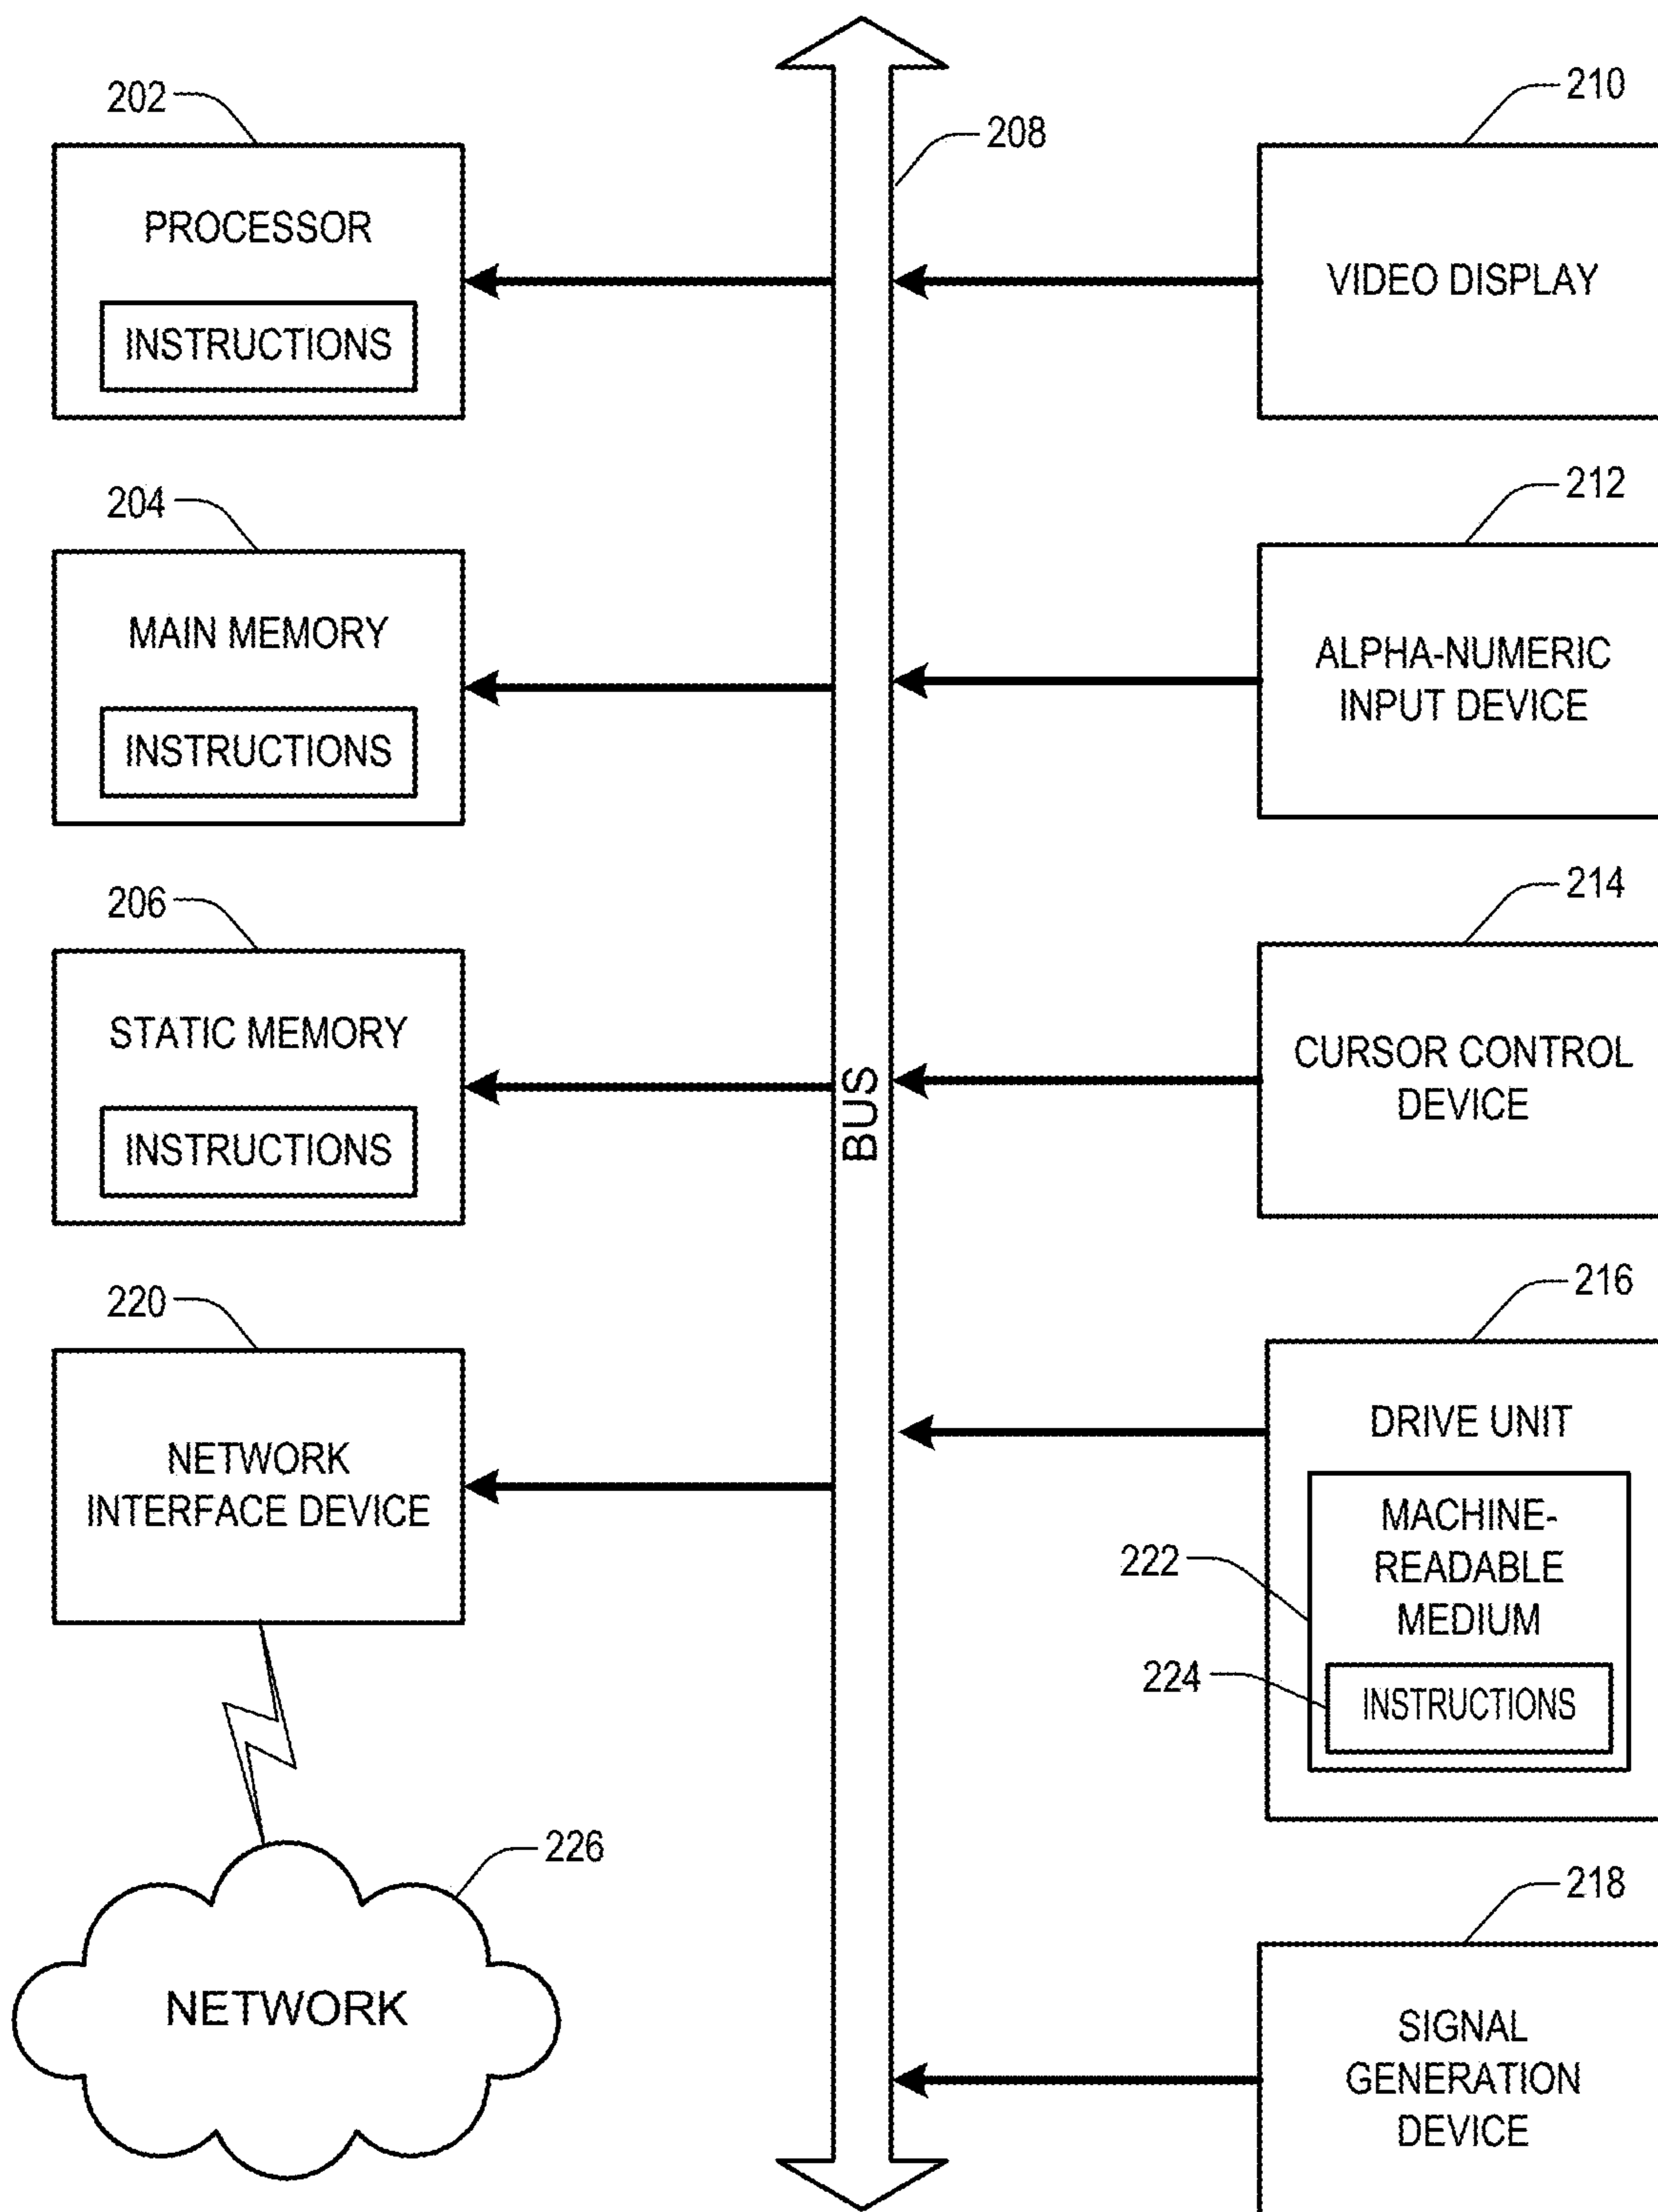 202
PROCESSOR
INSTRUCTIONS
204
MAIN MEMORY
INSTRUCTIONS
206
STATIC MEMORY
INSTRUCTIONS
220
NETWORK
INTERFACE DEVICE
226
NETWORK
208
BUS
210
VIDEO DISPLAY
212
ALPHA-NUMERIC
INPUT DEVICE
214
CURSOR CONTROL
DEVICE
216
DRIVE UNIT
222
MACHINE-
READABLE
MEDIUM
224
INSTRUCTIONS
218
SIGNAL
GENERATION
DEVICE